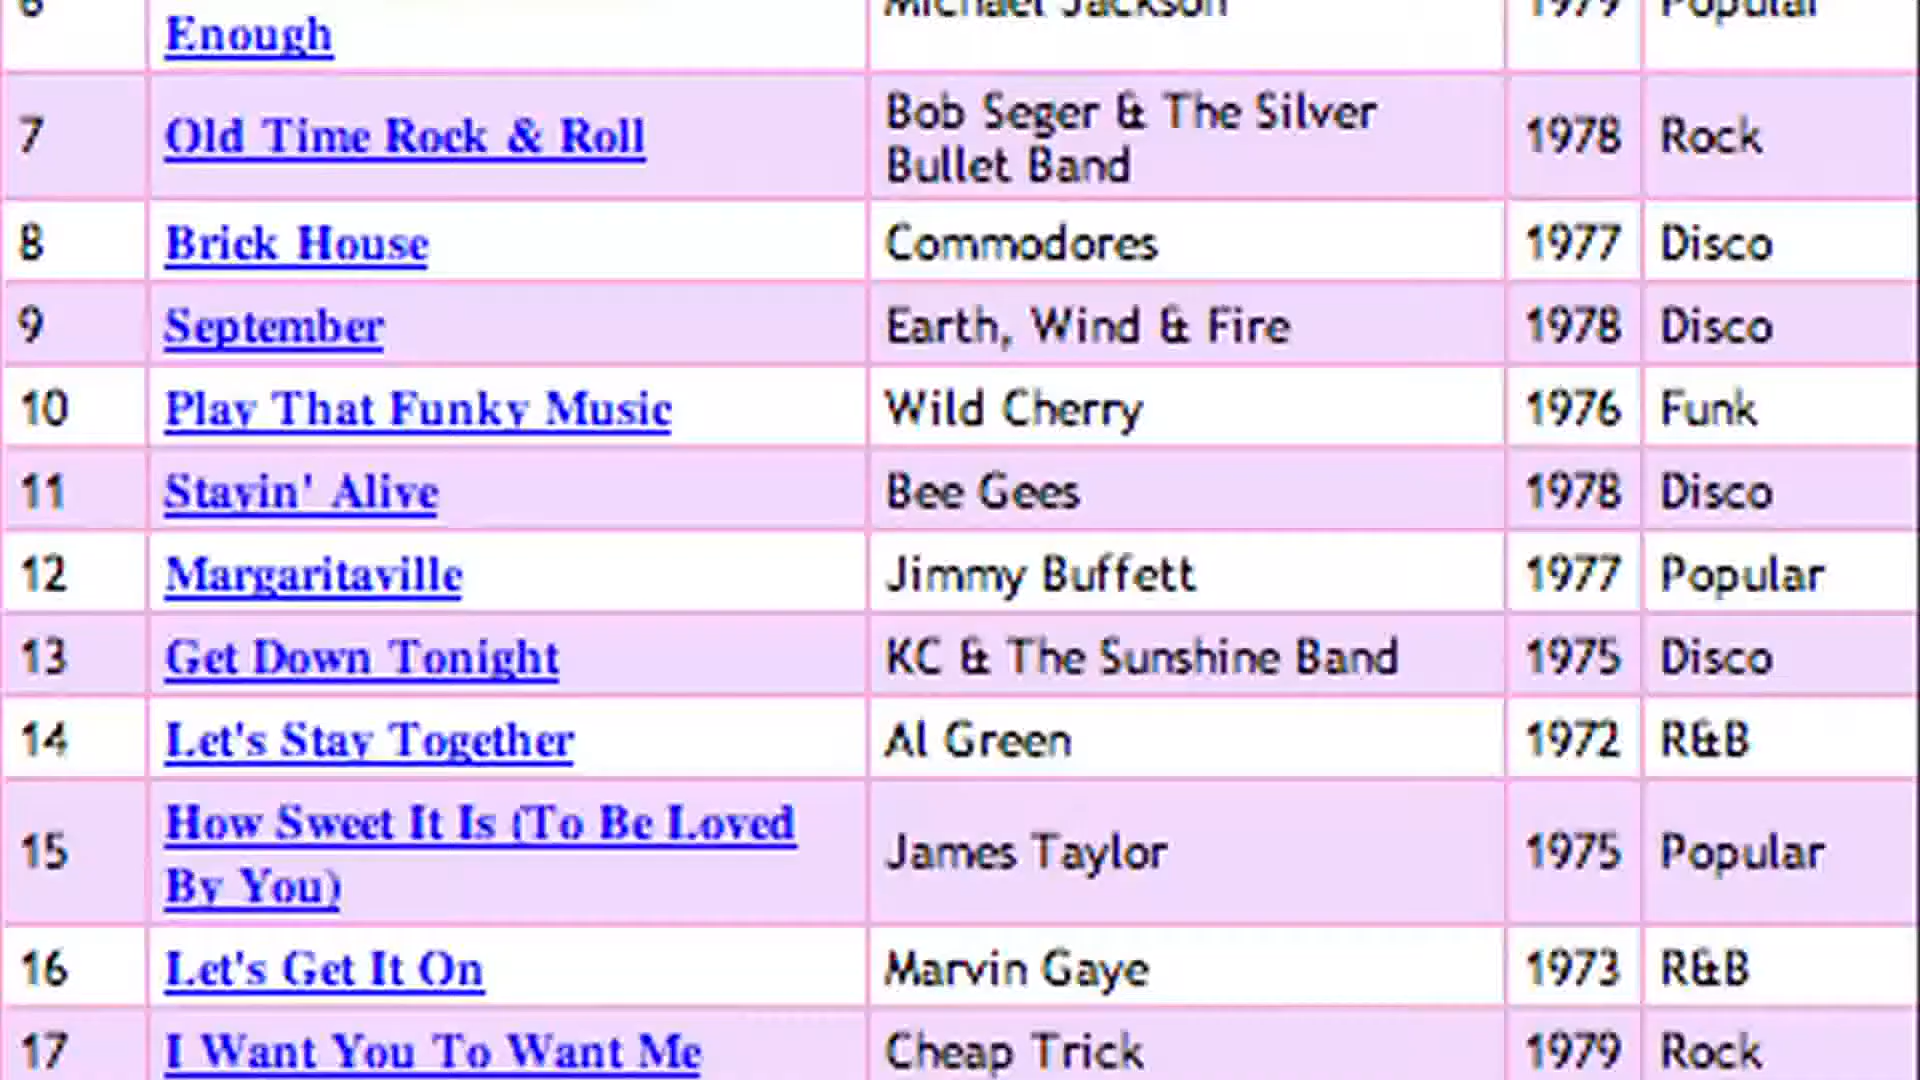 6 Michael Jackson 1979 Popular
Enough
Bob Seger & The Silver
7 Old Time Rock & Roll 1978 Rock
Bullet Band
8 Brick House Commodores 1977 Disco
9 September Earth, Wind & Fire 1978 Disco
10 Play That Funky Music Wild Cherry 1976 Funk
11 Stayin' Alive Bee Gees 1978 Disco
12 Margaritaville Jimmy Buffett 1977 Popular
13 Get Down Tonight KC & The Sunshine Band 1975 Disco
14 Let's Stay Together Al Green 1972 R&B
How Sweet It Is (To Be Loved
15 James Taylor 1975 Popular
By You)
16 Let's Get It On Marvin Gaye 1973 R&B
17 I Want You To Want Me Cheap Trick 1979 Rock